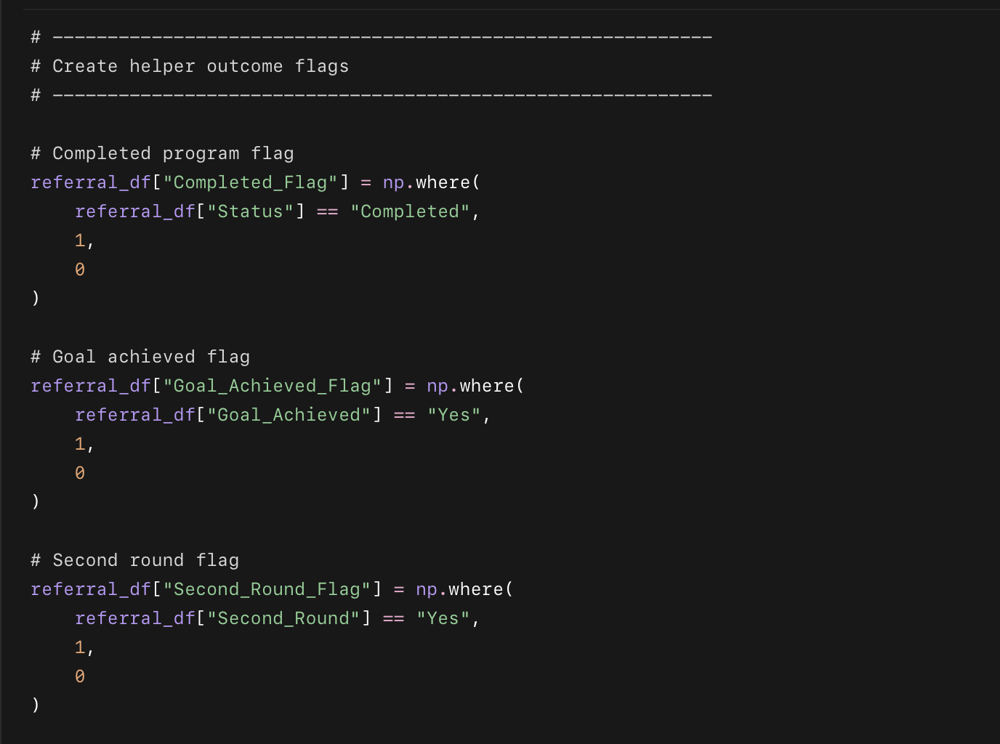 # ------------------------------------------------------------
# Create helper outcome flags
# ------------------------------------------------------------
# Completed program flag
referral_df["Completed_Flag"] = np.where(
    referral_df["Status"] == "Completed",
    1,
    0
)
# Goal achieved flag
referral_df["Goal_Achieved_Flag"] = np.where(
    referral_df["Goal_Achieved"] == "Yes",
    1,
    0
)
# Second round flag
referral_df["Second_Round_Flag"] = np.where(
    referral_df["Second_Round"] == "Yes",
    1,
    0
)